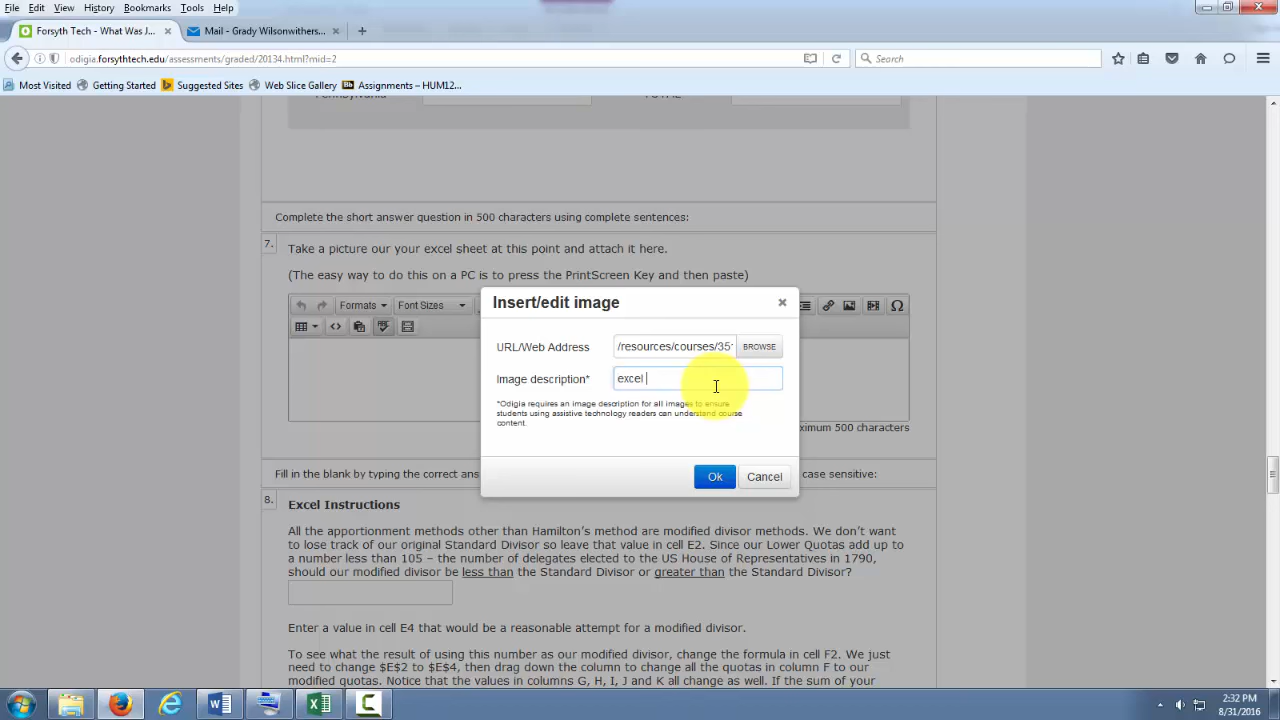 File Edit View History Bookmarks Tools Help
Forsyth Tech - What Was J... × Mail - Grady Wilsonwithers... × +
odigia.forsythtech.edu/assessments/graded/20134.html?mid=2 Search
Most Visited Getting Started Suggested Sites Web Slice Gallery Bb Assignments – HUM12...
Complete the short answer question in 500 characters using complete sentences:
7. Take a picture our your excel sheet at this point and attach it here.
(The easy way to do this on a PC is to press the PrintScreen Key and then paste)
Formats Font Sizes
Insert/edit image ×
URL/Web Address /resources/courses/35 BROWSE
Image description* excel
*Odigia requires an image description for all images to ensure
students using assistive technology readers can understand course
content.
ximum 500 characters
Ok Cancel
Fill in the blank by typing the correct ans case sensitive:
8. Excel Instructions
All the apportionment methods other than Hamilton's method are modified divisor methods. We don't want
to lose track of our original Standard Divisor so leave that value in cell E2. Since our Lower Quotas add up to
a number less than 105 – the number of delegates elected to the US House of Representatives in 1790,
should our modified divisor be less than the Standard Divisor or greater than the Standard Divisor?
Enter a value in cell E4 that would be a reasonable attempt for a modified divisor.
To see what the result of using this number as our modified divisor, change the formula in cell F2. We just
need to change $E$2 to $E$4, then drag down the column to change all the quotas in column F to our
modified quotas. Notice that the values in columns G, H, I, J and K all change as well. If the sum of your
2:32 PM
8/31/2016